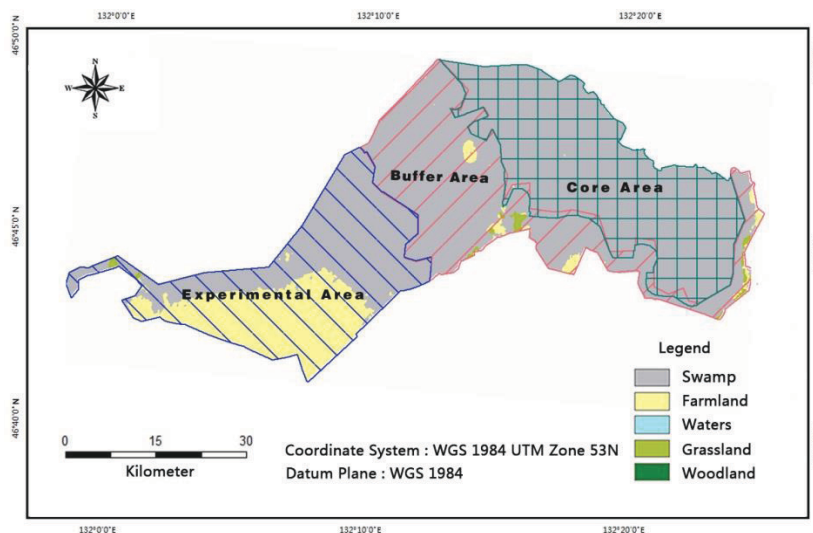 132°0'0"E 132°10'0"E 132°20'0"E
46°50'0"N
N
W E
S
Buffer Area
Core Area
46°45'0"N
Experimental Area
Legend
Swamp
Farmland
Waters
Grassland
Woodland
46°40'0"N
0 15 30
Kilometer
Coordinate System : WGS 1984 UTM Zone 53N
Datum Plane : WGS 1984
132°0'0"E 132°10'0"E 132°20'0"E